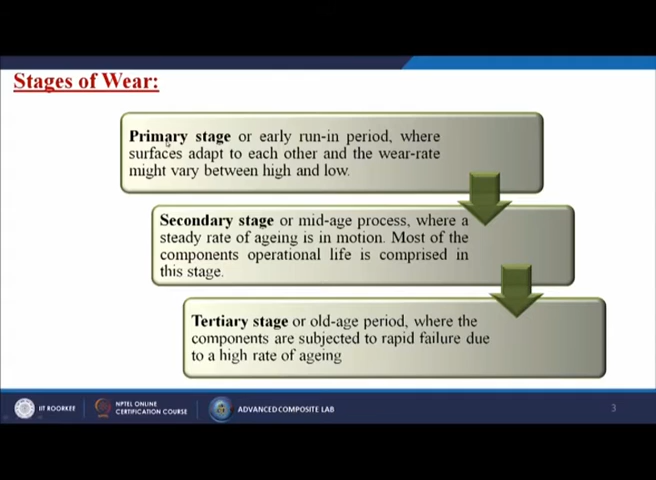 Stages of Wear:
Primary stage or early run-in period, where
surfaces adapt to each other and the wear-rate
might vary between high and low.
Secondary stage or mid-age process, where a
steady rate of ageing is in motion. Most of the
components operational life is comprised in
this stage.
Tertiary stage or old-age period, where the
components are subjected to rapid failure due
to a high rate of ageing
IIT ROORKEE
NPTEL ONLINE
CERTIFICATION COURSE
ADVANCED COMPOSITE LAB
3